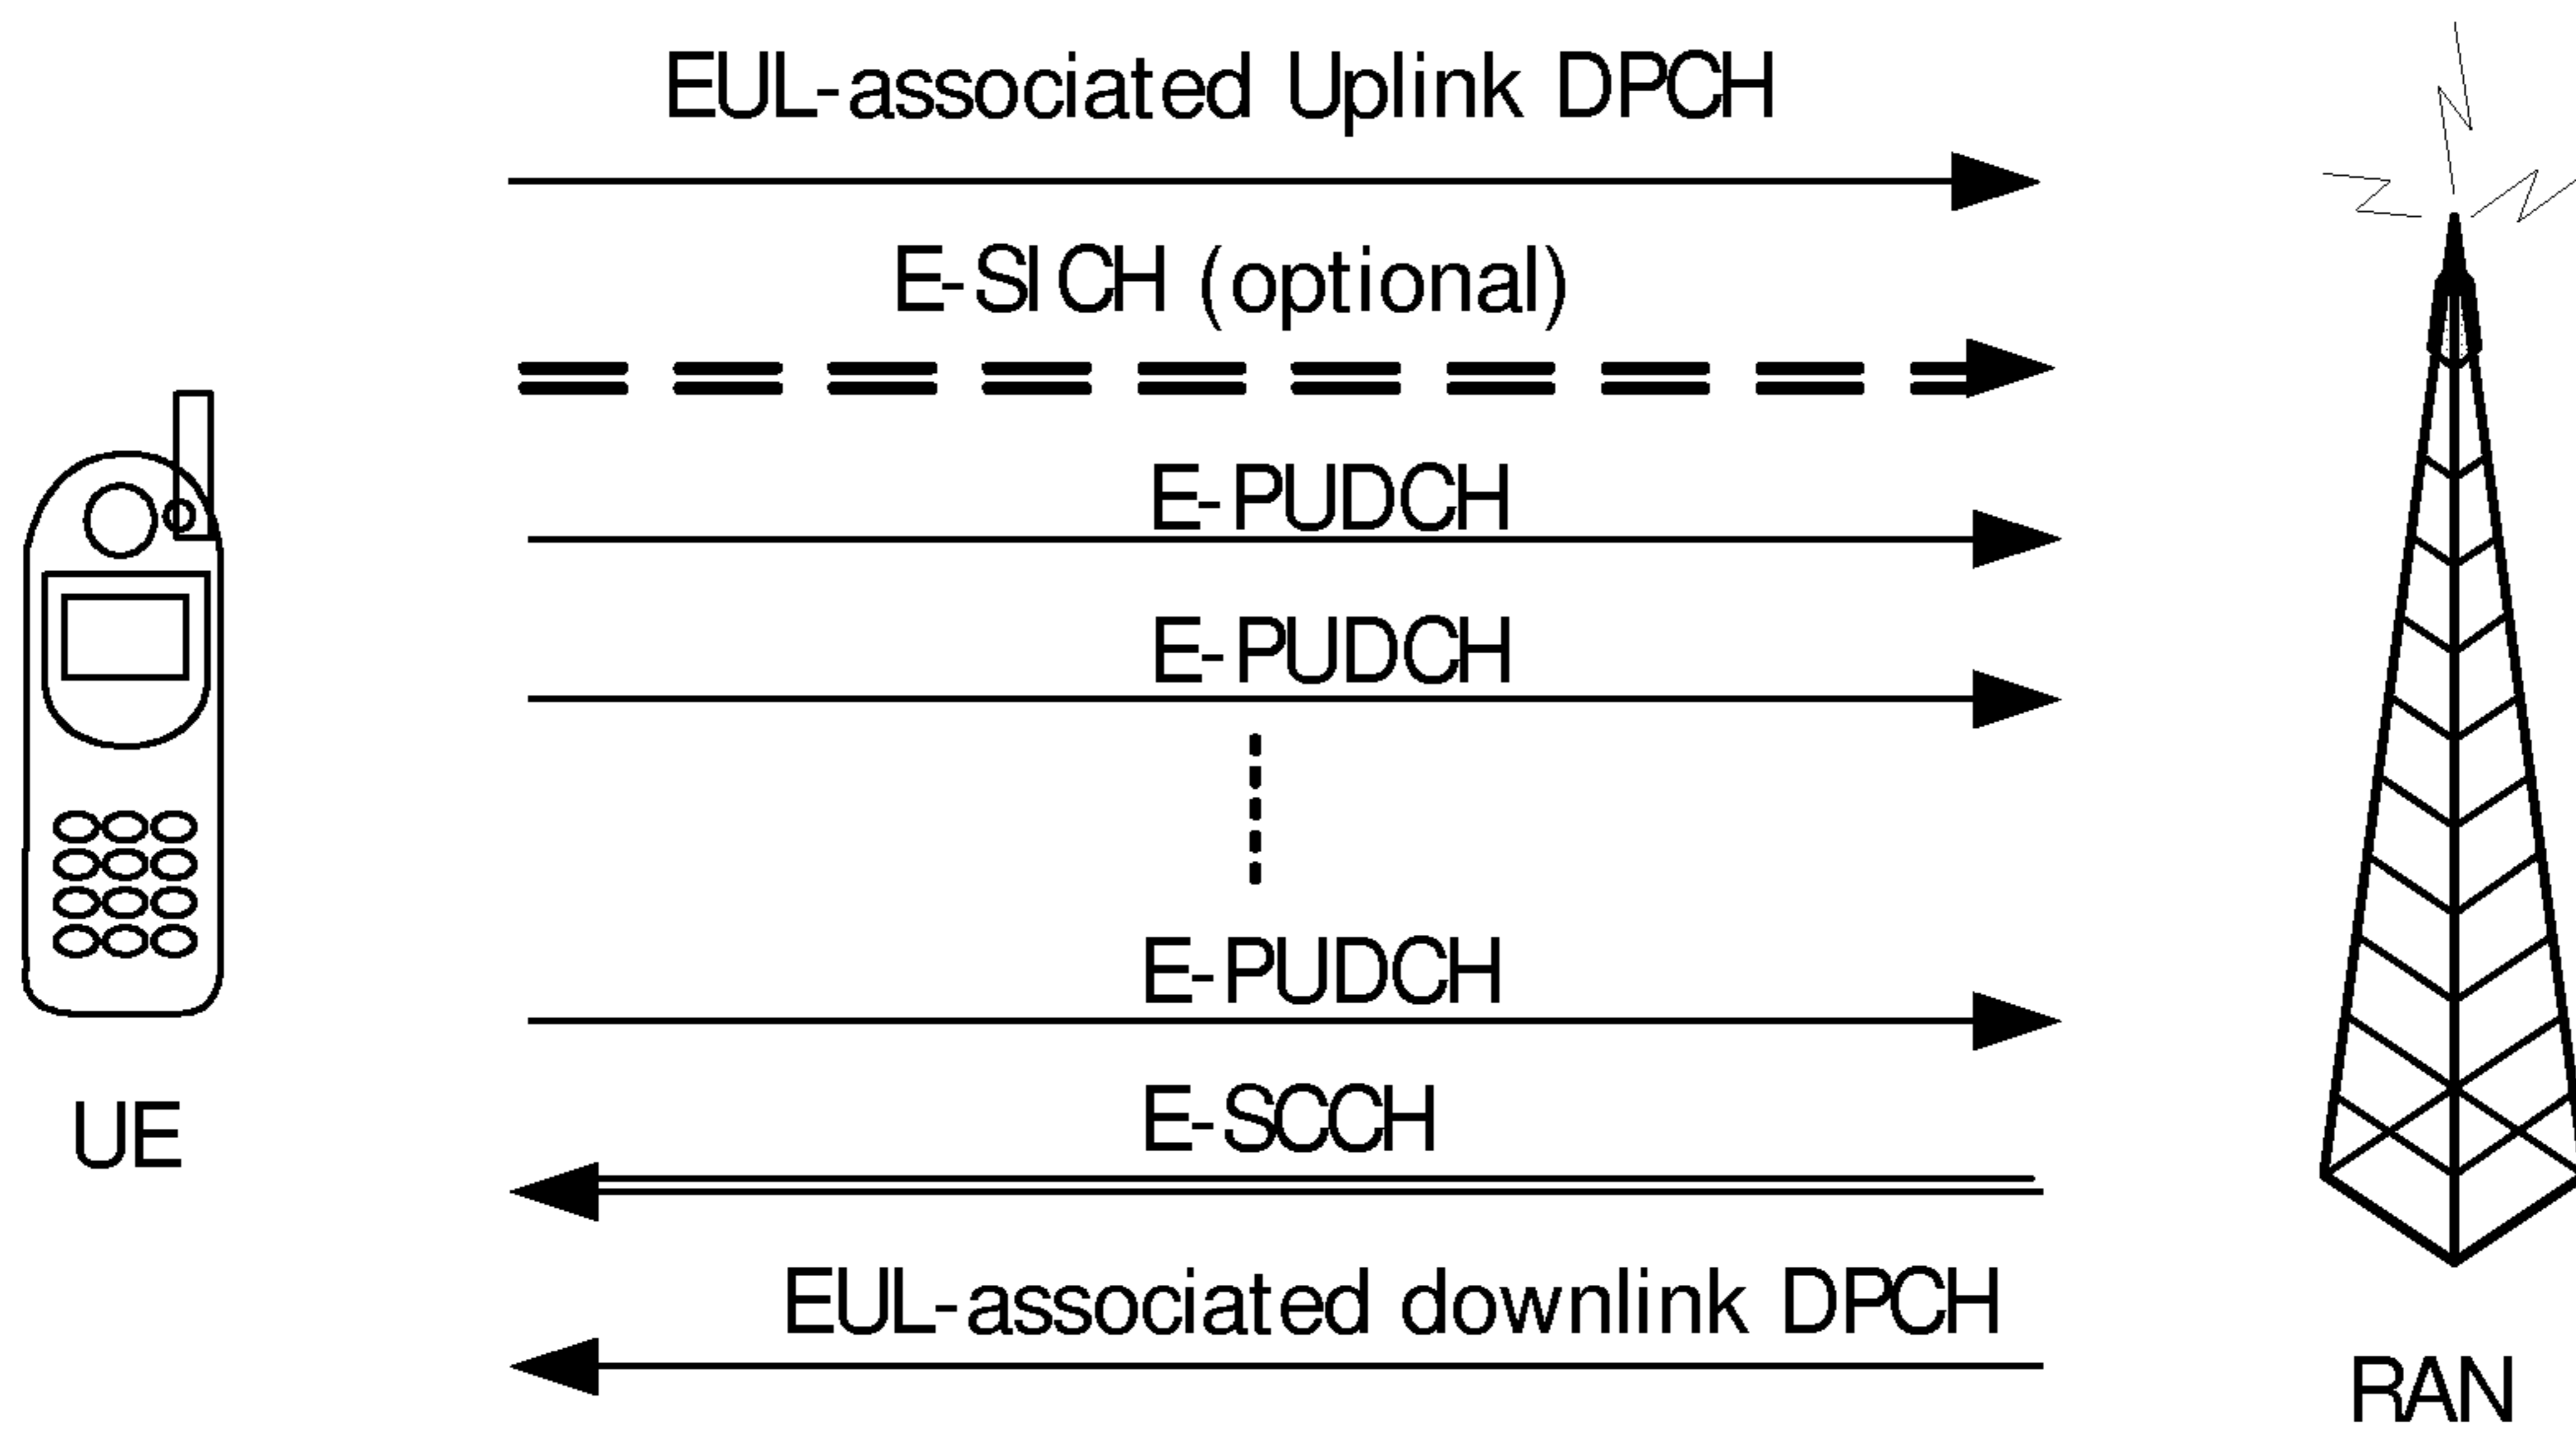 EUL-associated Uplink DPCH
E-SICH (optional)
E-PUDCH
E-PUDCH
E-PUDCH
E-SCCH
UE
EUL-associated downlink DPCH
RAN